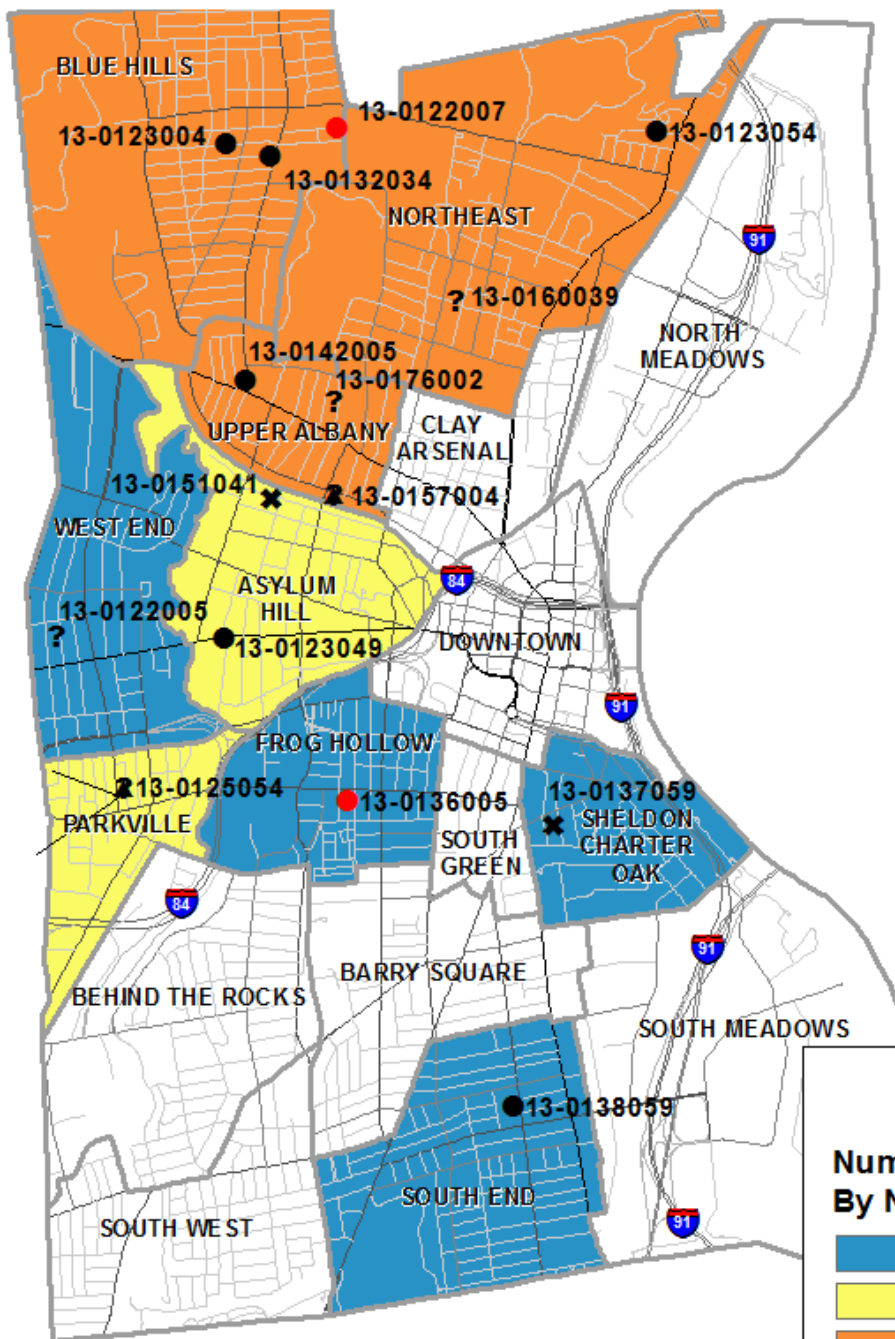 BLUE HILLS
13-0122007
13-0123004
13-0123054
13-0132034
NORTHEAST
91
13-0160039
?
NORTH
MEADOWS
13-0142005
13-0176002
?
CLAY
ARSENAL
UPPER ALBANY
13-0151041
13-0157004
WEST END
84
ASYLUM
HILL
13-0122005
?
13-0123049
DOWNTOWN
91
FROG HOLLOW
13-0125054
13-0136005
13-0137059
PARKVILLE
SHELDON
CHARTER
OAK
SOUTH
GREEN
84
91
BARRY SQUARE
BEHIND THE ROCKS
SOUTH MEADOWS
13-0138059
SOUTH END
SOUTH WEST
91
Num
By N